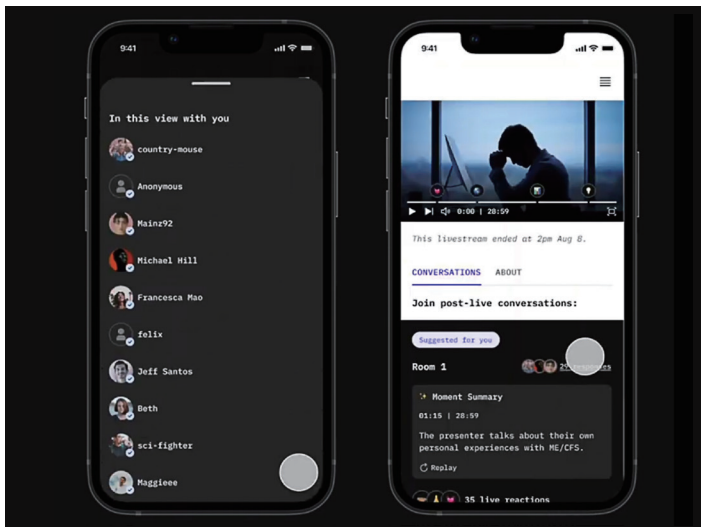 9:41
In this view with you
country-mouse
Anonymous
Mainz92
Michael Hill
Francesca Mao
felix
Jeff Santos
Beth
sci-fighter
Maggieee
9:41
0:00 | 28:59
This livestream ended at 2pm Aug 8.
CONVERSATIONS ABOUT
Join post-live conversations:
Suggested for you
Room 1
Moment Summary
01:15 | 28:59
The presenter talks about their own
personal experiences with ME/CFS.
Replay
35 live reactions